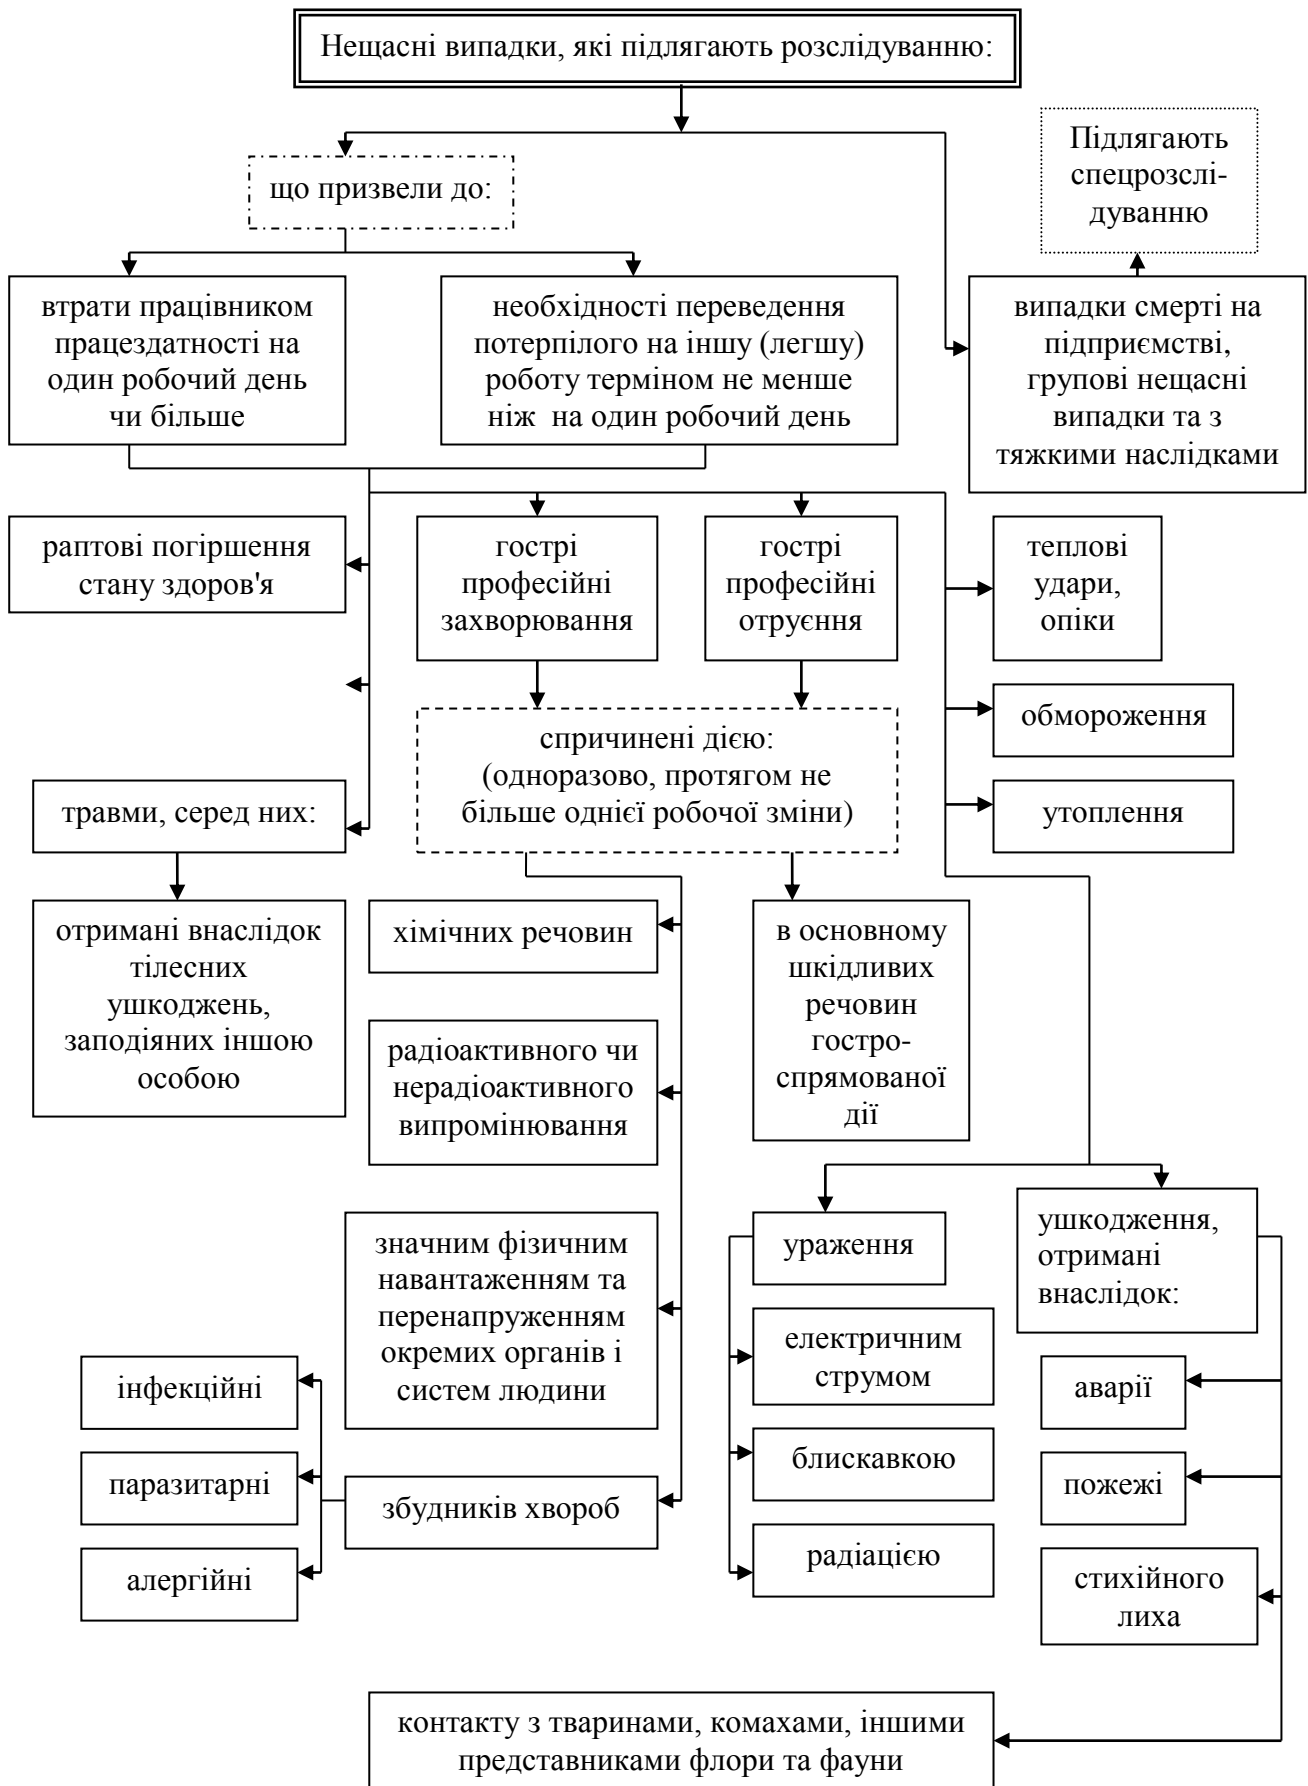 Нещасні випадки, які підлягають розслідуванню:
Підлягають
спецрозслі-
дуванню
що призвели до:
втрати працівником
працездатності на
один робочий день
чи більше
необхідності переведення
потерпілого на іншу (легшу)
роботу терміном не менше
ніж на один робочий день
випадки смерті на
підприємстві,
групові нещасні
випадки та з
тяжкими наслідками
раптові погіршення
стану здоров'я
гострі
професійні
захворювання
гострі
професійні
отруєння
теплові
удари,
опіки
обмороження
спричинені дією:
(одноразово, протягом не
більше однієї робочої зміни)
травми, серед них:
утоплення
отримані внаслідок
тілесних
ушкоджень,
заподіяних іншою
особою
хімічних речовин
в основному
шкідливих
речовин
гостро-
спрямованої
дії
радіоактивного чи
нерадіоактивного
випромінювання
значним фізичним
навантаженням та
перенапруженням
окремих органів і
систем людини
ураження
ушкодження,
отримані
внаслідок:
електричним
струмом
інфекційні
аварії
блискавкою
паразитарні
пожежі
збудників хвороб
радіацією
алергійні
стихійного
лиха
контакту з тваринами, комахами, іншими
представниками флори та фауни